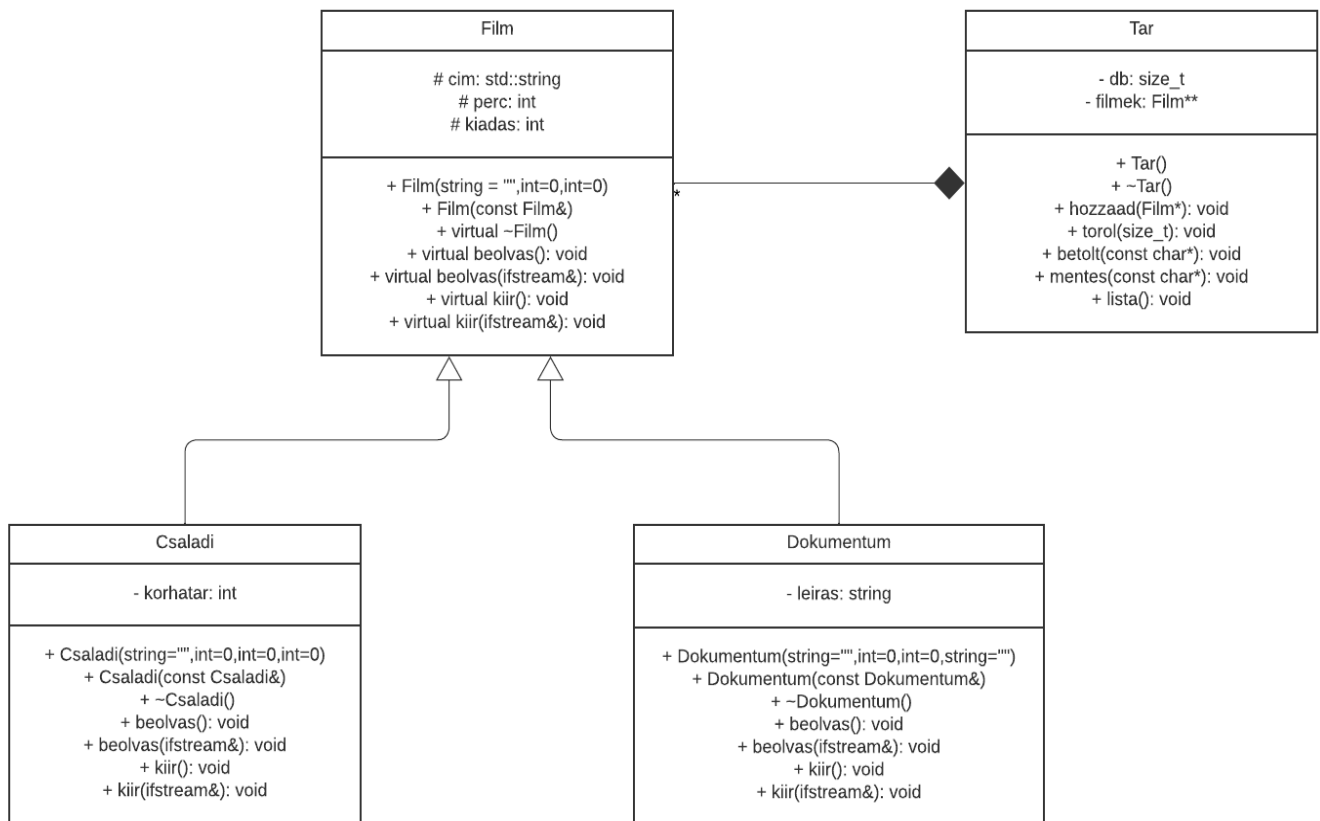 Film
# cim: std::string
# perc: int
# kiadas: int
+ Film(string = "",int=0,int=0)
+ Film(const Film&)
+ virtual ~Film()
+ virtual beolvas(): void
+ virtual beolvas(ifstream&): void
+ virtual kiir(): void
+ virtual kiir(ifstream&): void
*
Tar
- db: size_t
- filmek: Film**
+ Tar()
+ ~Tar()
+ hozzaad(Film*): void
+ torol(size_t): void
+ betolt(const char*): void
+ mentes(const char*): void
+ lista(): void
Csaladi
- korhatar: int
+ Csaladi(string="",int=0,int=0,int=0)
+ Csaladi(const Csaladi&)
+ ~Csaladi()
+ beolvas(): void
+ beolvas(ifstream&): void
+ kiir(): void
+ kiir(ifstream&): void
Dokumentum
- leiras: string
+ Dokumentum(string="",int=0,int=0,string="")
+ Dokumentum(const Dokumentum&)
+ ~Dokumentum()
+ beolvas(): void
+ beolvas(ifstream&): void
+ kiir(): void
+ kiir(ifstream&): void